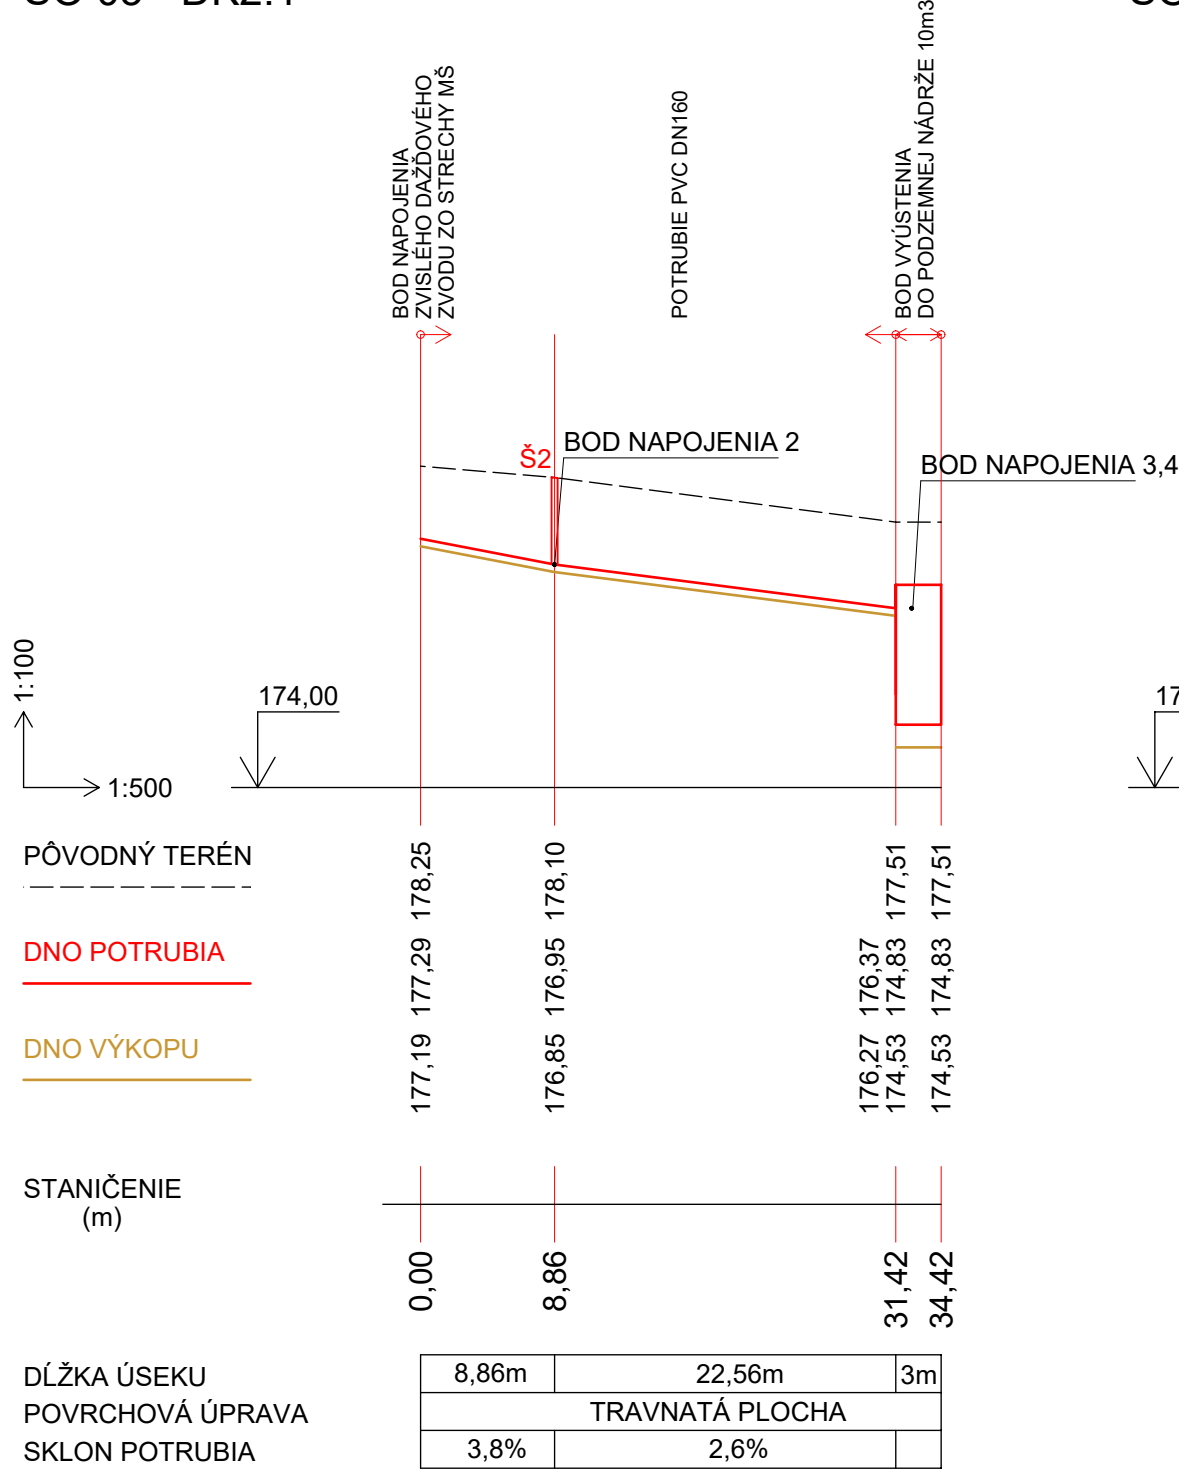 BOD NAPOJENIA
ZVISLÉHO DAŽĎOVÉHO
ZVODU ZO STRECHY MŠ
POTRUBIE PVC DN160
BOD VYÚSTENIA
DO PODZEMNEJ NÁDRŽE 10m3
Š2
BOD NAPOJENIA 2
BOD NAPOJENIA 3,4
1:100
1:500
174,00
PÔVODNÝ TERÉN
178,25 178,10 177,51 177,51
DNO POTRUBIA
177,29 176,95 176,37 174,83 174,83
DNO VÝKOPU
177,19 176,85 176,27 174,53 174,53
STANIČENIE
(m)
0,00 8,86 31,42 34,42
DĹŽKA ÚSEKU 8,86m 22,56m 3m
POVRCHOVÁ ÚPRAVA TRAVNATÁ PLOCHA
SKLON POTRUBIA 3,8% 2,6%